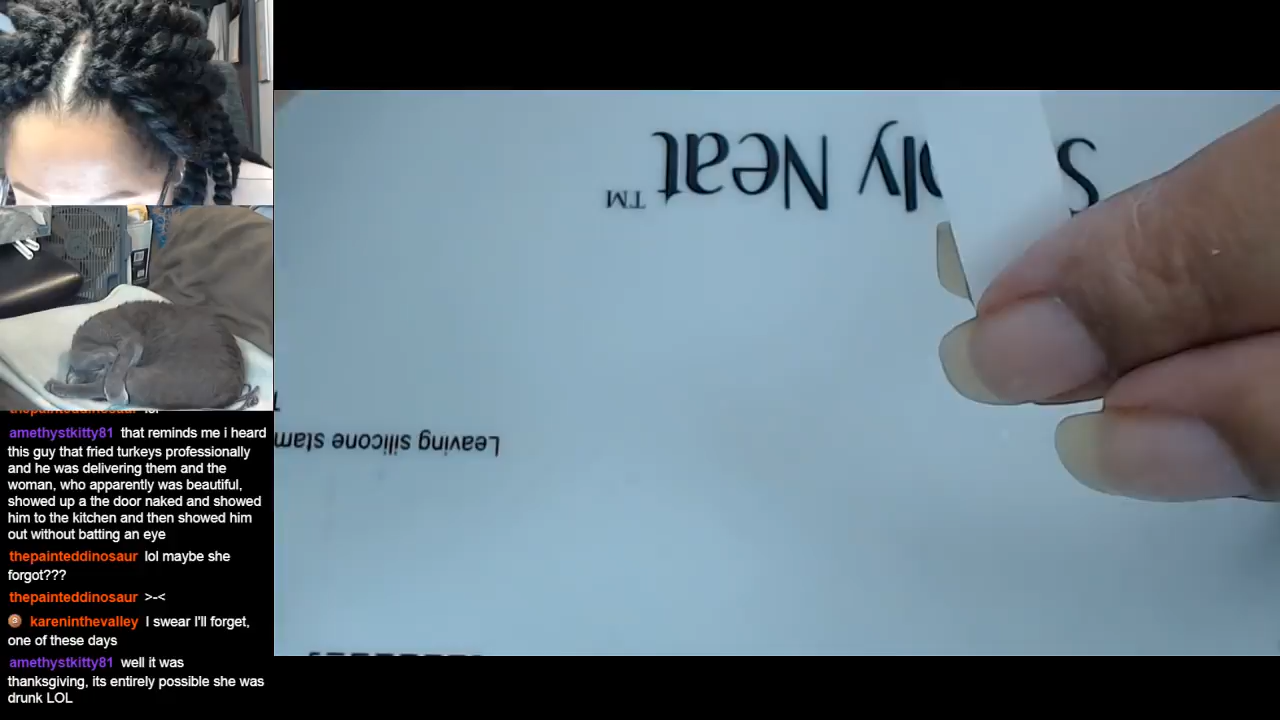 thepainteddinosaur lol
amethystkitty81 that reminds me i heard
this guy that fried turkeys professionally
and he was delivering them and the
woman, who apparently was beautiful,
showed up a the door naked and showed
him to the kitchen and then showed him
out without batting an eye
thepainteddinosaur lol maybe she
forgot???
thepainteddinosaur >-<
kareninthevalley I swear I'll forget,
one of these days
amethystkitty81 well it was
thanksgiving, its entirely possible she was
drunk LOL
S ply Neat™
Leaving silicone stam